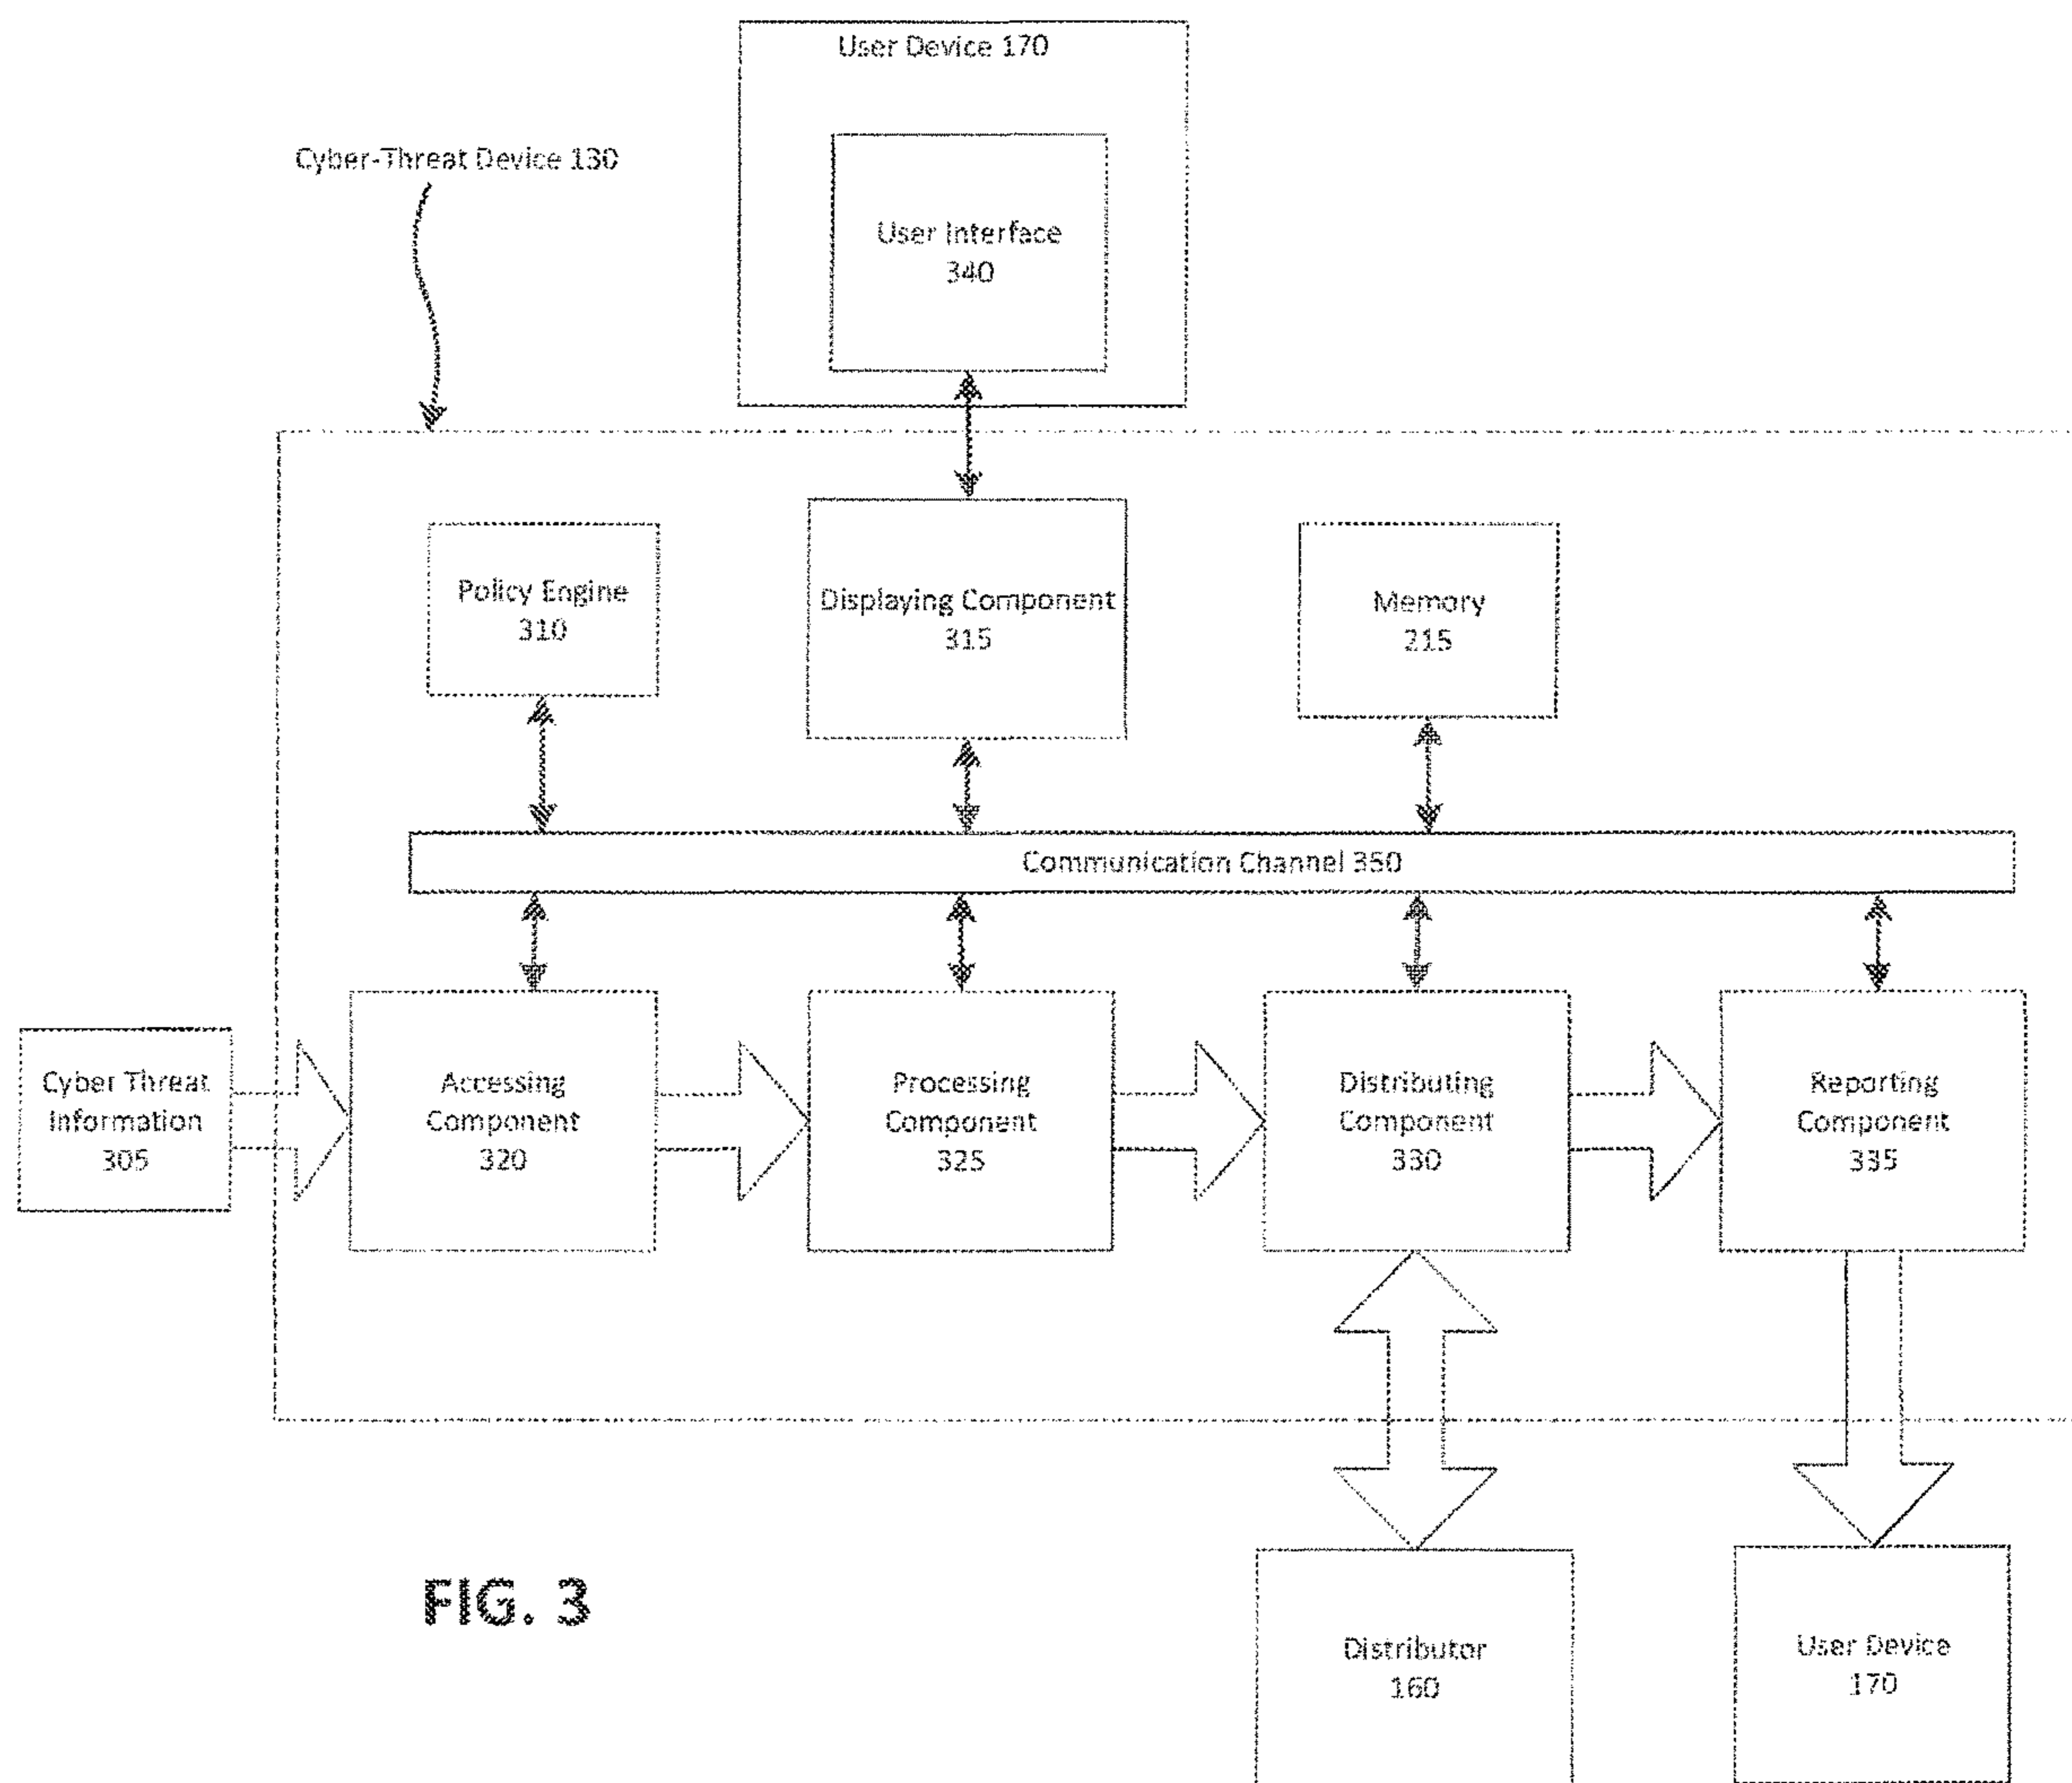 User Device 170
Cyber-Threat Device 130
User Interface
340
Policy Engine
310
Displaying Component
315
Memory
215
Communication Channel 350
Cyber Threat
Information
305
Accessing
Component
320
Processing
Component
325
Distributing
Component
330
Reporting
Component
335
FIG. 3
Distributor
160
User Device
170